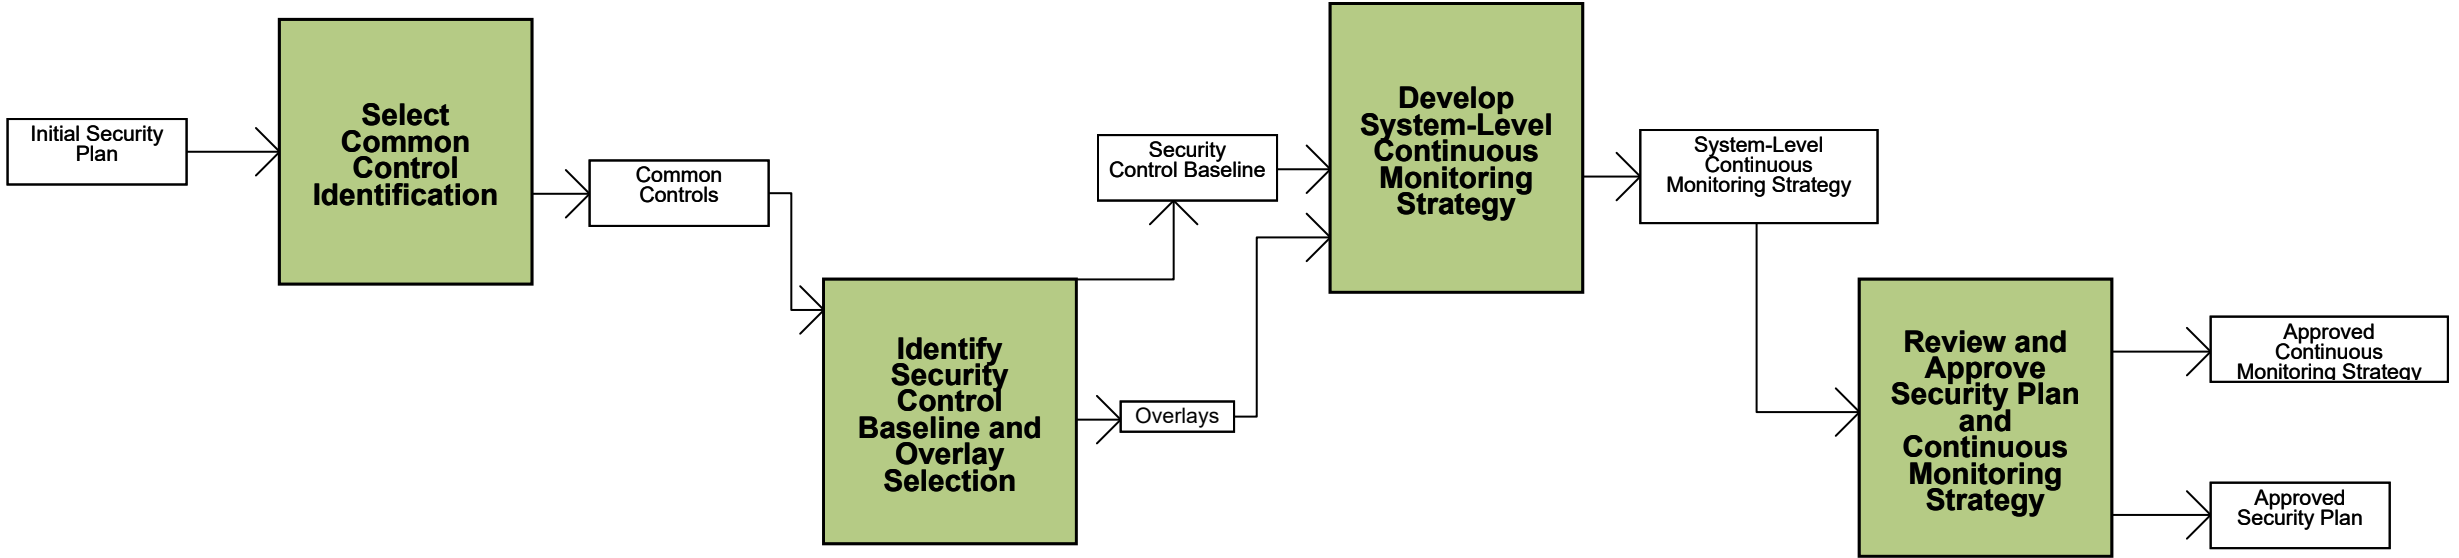 Initial Security
Plan
Select
Common
Control
Identification
Common
Controls
Identify
Security
Control
Baseline and
Overlay
Selection
Security
Control Baseline
Overlays
Develop
System-Level
Continuous
Monitoring
Strategy
System-Level
Continuous
Monitoring Strategy
Review and
Approve
Security Plan
and
Continuous
Monitoring
Strategy
Approved
Continuous
Monitoring Strategy
Approved
Security Plan